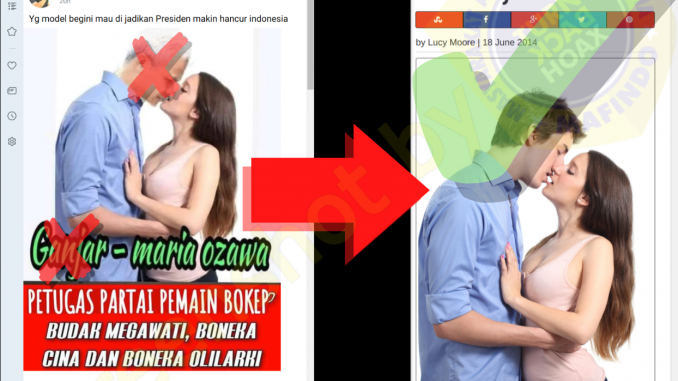 20h
Yg model begini mau di jadikan Presiden makin hancur indonesia
Ganjar - maria ozawa
PETUGAS PARTAI PEMAIN BOKEP
BUDAK MEGAWATI, BONEKA
CINA DAN BONEKA OLILARKI
by Lucy Moore | 18 June 2014
HOAX